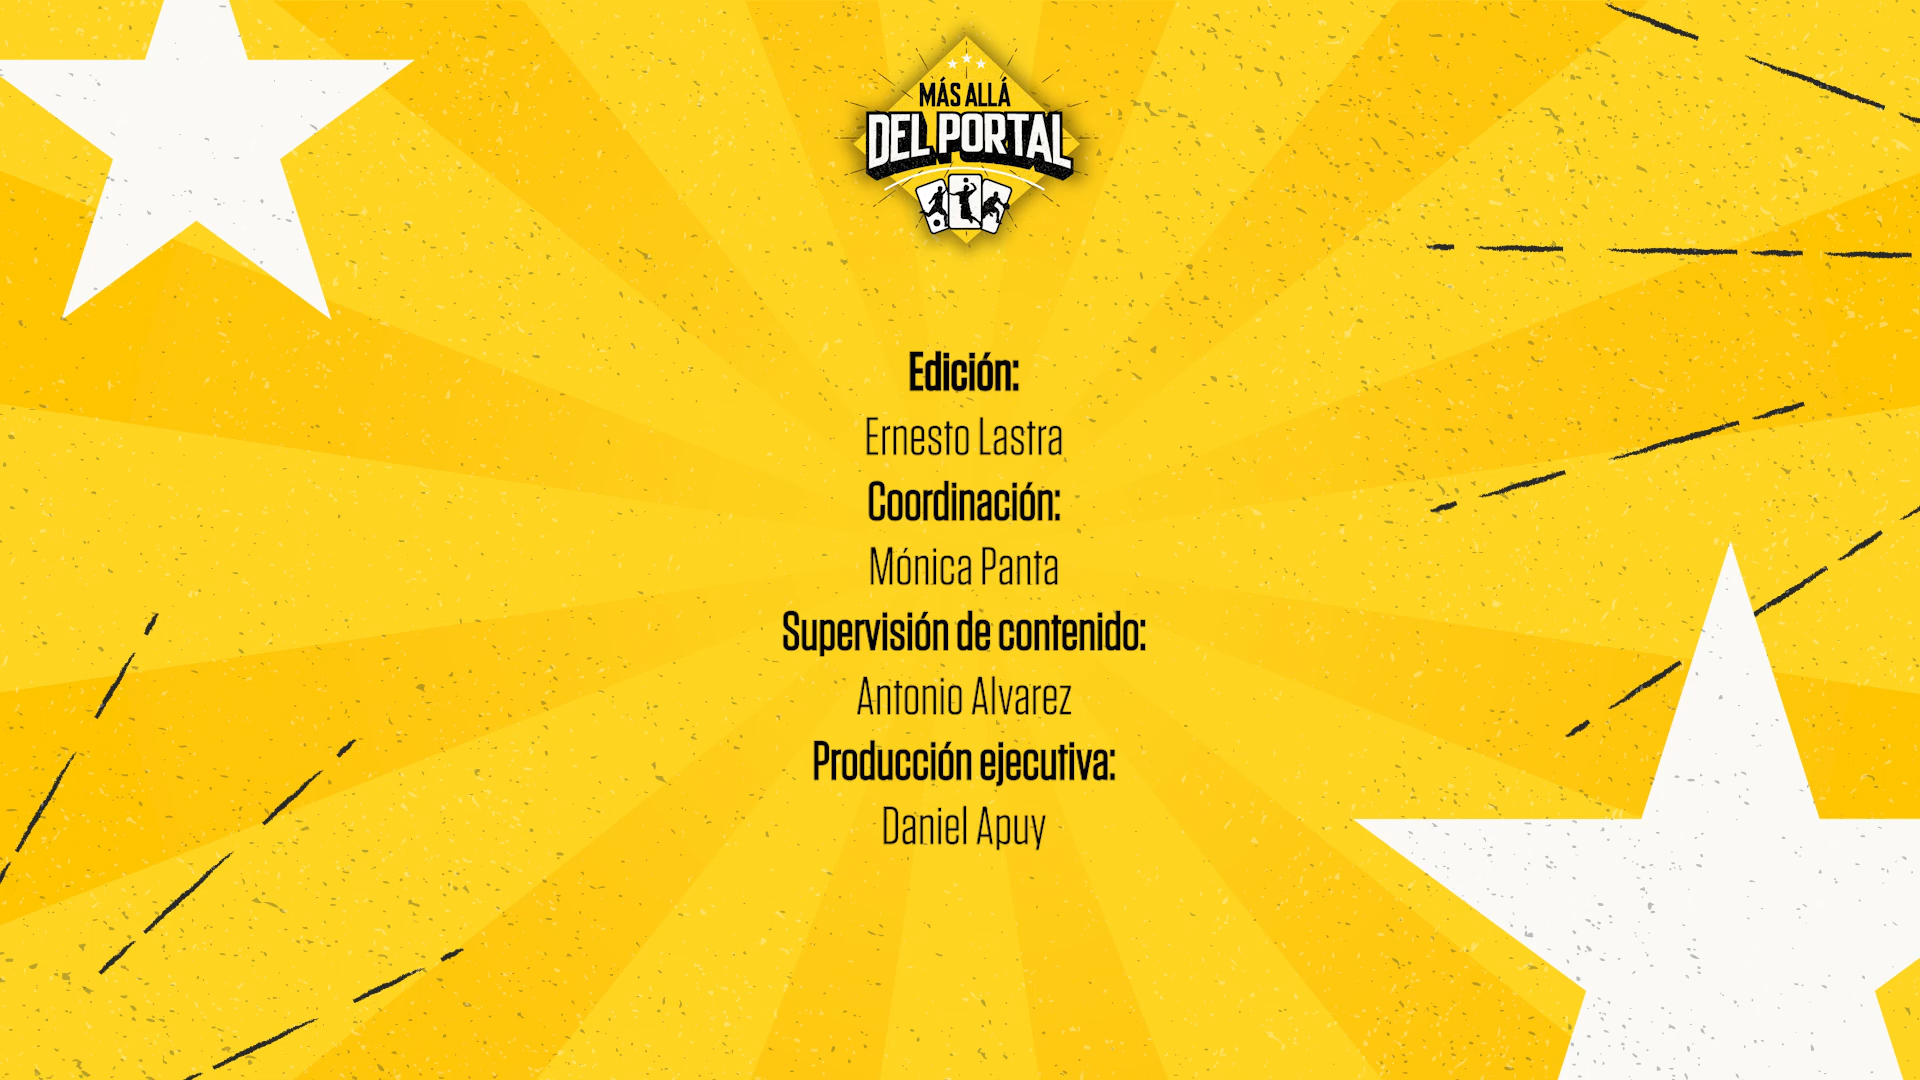 MÁS ALLÁ
DEL PORTAL
Edición:
Ernesto Lastra
Coordinación:
Mónica Panta
Supervisión de contenido:
Antonio Alvarez
Producción ejecutiva:
Daniel Apuy